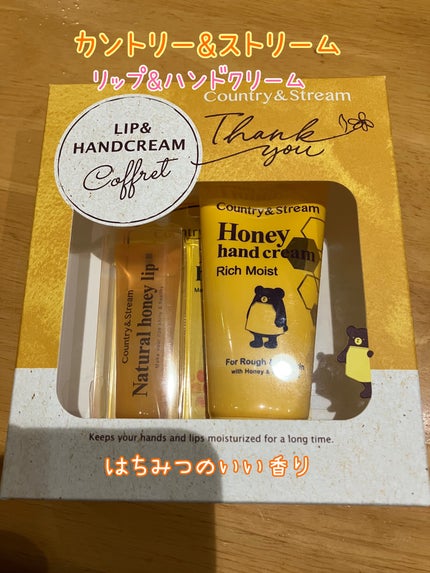 カントリー&ストリーム
リップ&ハンドクリーム
Country&Stream
LIP&
HANDCREAM
Coffret
Thank
you
Country&Stream
Natural honey lip
Country&Stream
Honey
hand cream
Rich Moist
For Rough &
with Honey &
Keeps your hands and lips moisturized for a long time.
はちみつのいい香り